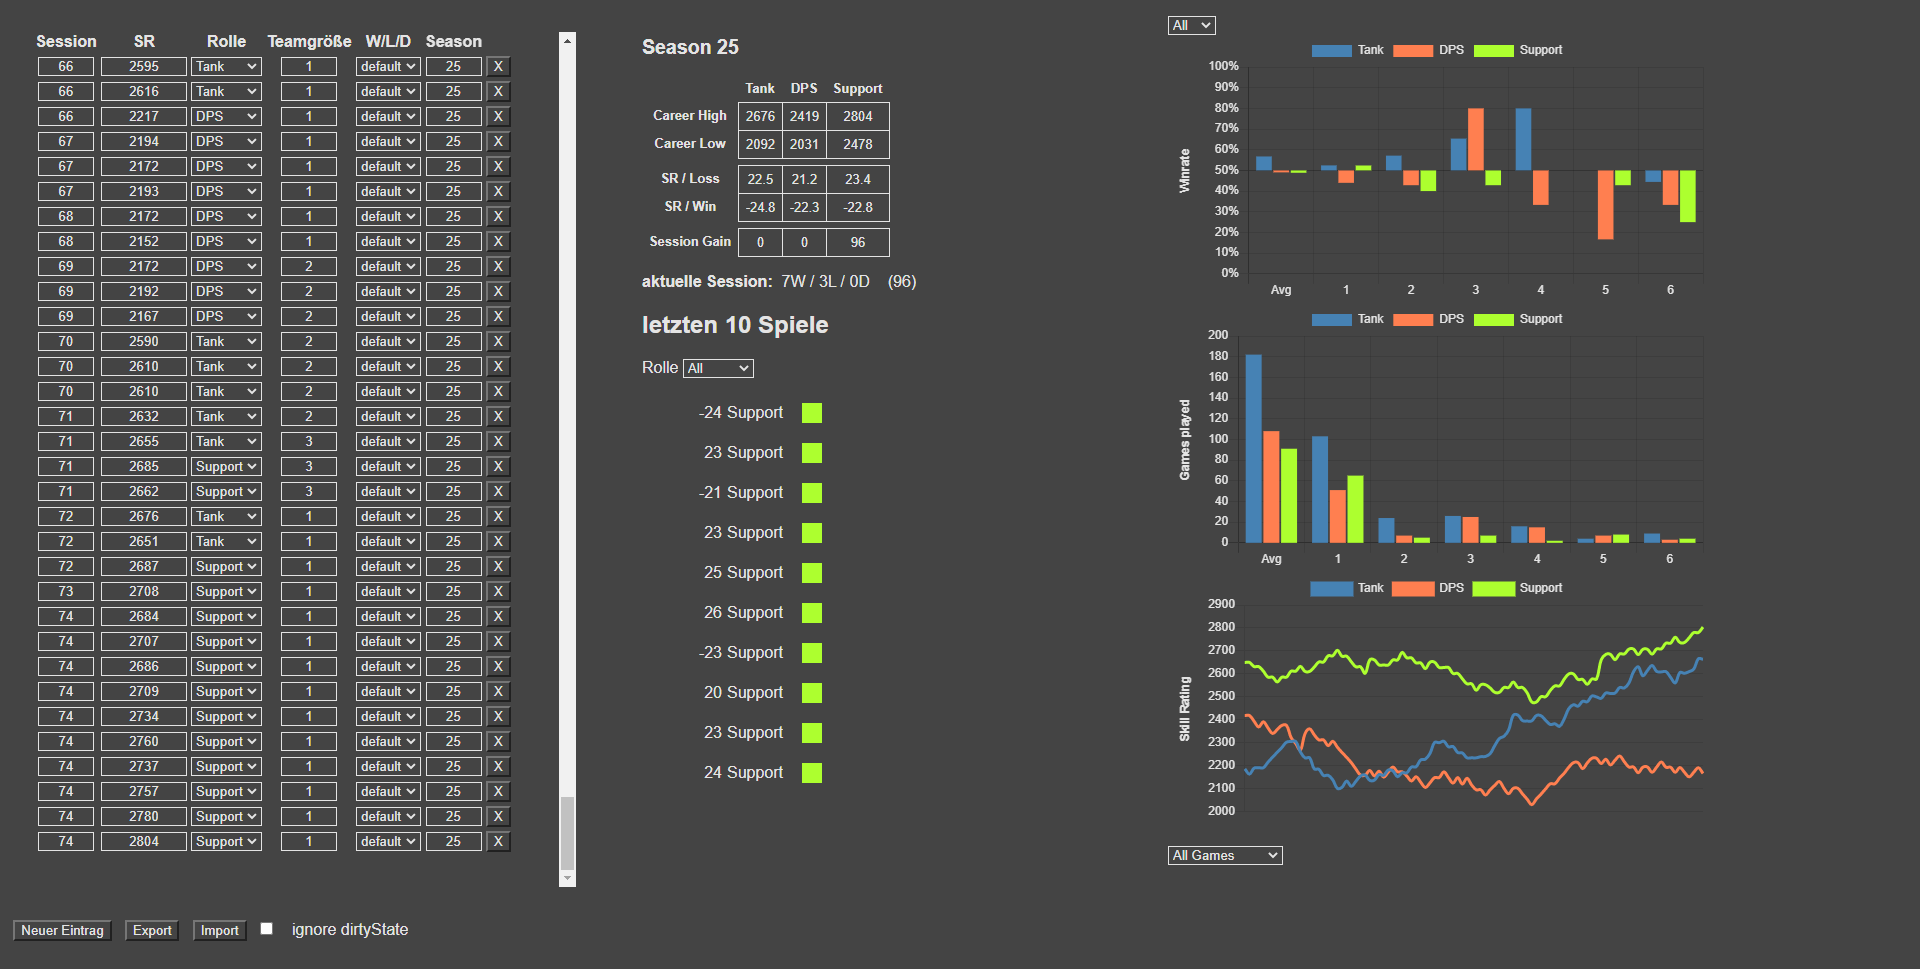 Session SR Rolle Teamgröße W/L/D Season
66 2595 Tank 1 default 25 X
66 2616 Tank 1 default 25 X
66 2217 DPS 1 default 25 X
67 2194 DPS 1 default 25 X
67 2172 DPS 1 default 25 X
67 2193 DPS 1 default 25 X
68 2172 DPS 1 default 25 X
68 2152 DPS 1 default 25 X
69 2172 DPS 2 default 25 X
69 2192 DPS 2 default 25 X
69 2167 DPS 2 default 25 X
70 2590 Tank 2 default 25 X
70 2610 Tank 2 default 25 X
70 2610 Tank 2 default 25 X
71 2632 Tank 2 default 25 X
71 2655 Tank 3 default 25 X
71 2685 Support 3 default 25 X
71 2662 Support 3 default 25 X
72 2676 Tank 1 default 25 X
72 2651 Tank 1 default 25 X
72 2687 Support 1 default 25 X
73 2708 Support 1 default 25 X
74 2684 Support 1 default 25 X
74 2707 Support 1 default 25 X
74 2686 Support 1 default 25 X
74 2709 Support 1 default 25 X
74 2734 Support 1 default 25 X
74 2760 Support 1 default 25 X
74 2737 Support 1 default 25 X
74 2757 Support 1 default 25 X
74 2780 Support 1 default 25 X
74 2804 Support 1 default 25 X
Neuer Eintrag Export Import ignore dirtyState
Season 25
Tank DPS Support
Career High 2676 2419 2804
Career Low 2092 2031 2478
SR / Loss 22.5 21.2 23.4
SR / Win -24.8 -22.3 -22.8
Session Gain 0 0 96
aktuelle Session: 7W / 3L / 0D (96)
letzten 10 Spiele
Rolle All
-24 Support
23 Support
-21 Support
23 Support
25 Support
26 Support
-23 Support
20 Support
23 Support
24 Support
All
Tank DPS Support
100%
90%
80%
70%
60%
50%
40%
30%
20%
10%
0%
Winrate
Avg 1 2 3 4 5 6
Tank DPS Support
200
180
160
140
120
100
80
60
40
20
0
Games played
Avg 1 2 3 4 5 6
Tank DPS Support
2900
2800
2700
2600
2500
2400
2300
2200
2100
2000
Skill Rating
All Games